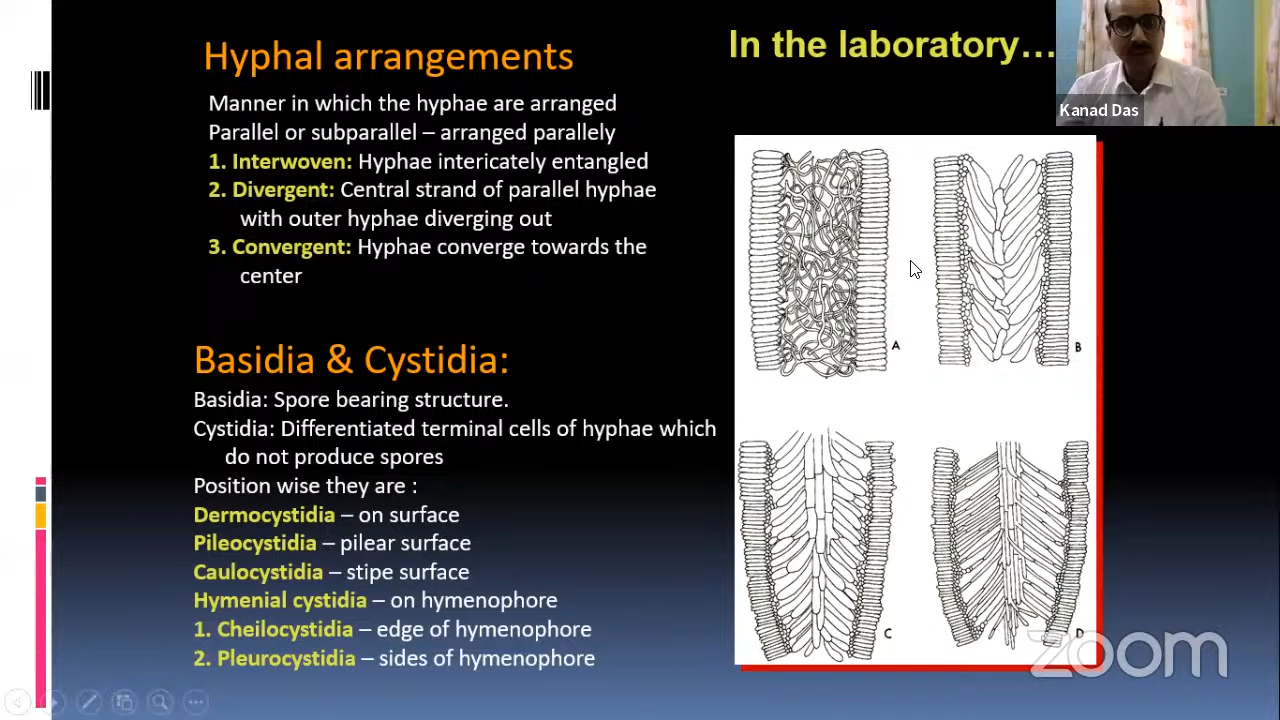 Hyphal arrangements
Manner in which the hyphae are arranged
Parallel or subparallel – arranged parallely
1. Interwoven: Hyphae intericately entangled
2. Divergent: Central strand of parallel hyphae
with outer hyphae diverging out
3. Convergent: Hyphae converge towards the
center
Basidia & Cystidia:
Basidia: Spore bearing structure.
Cystidia: Differentiated terminal cells of hyphae which
do not produce spores
Position wise they are :
Dermocystidia – on surface
Pileocystidia – pilear surface
Caulocystidia – stipe surface
Hymenial cystidia – on hymenophore
1. Cheilocystidia – edge of hymenophore
2. Pleurocystidia – sides of hymenophore
In the laboratory…
Kanad Das
A
B
C
D
zoom